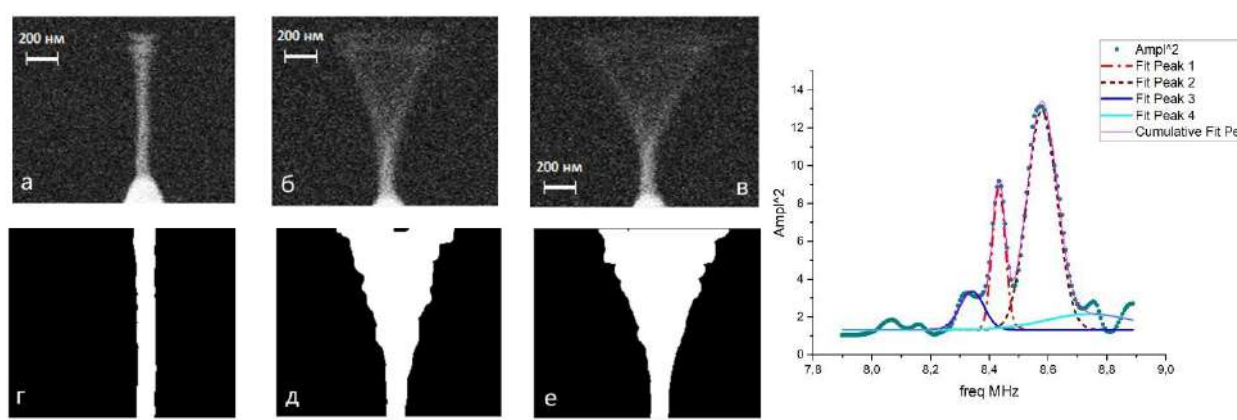 200 нм
200 нм
200 нм
а
б
в
г
д
е
Ampl^2
Fit Peak 1
Fit Peak 2
Fit Peak 3
Fit Peak 4
Cumulative Fit Pe
14
12
10
8
6
4
2
0
Ampl^2
7,8
8,0
8,2
8,4
8,6
8,8
9,0
freq MHz